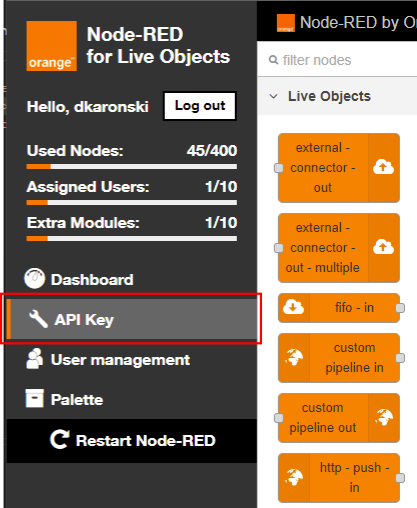 Node-RED
for Live Objects
orange™
Hello, dkaronski
Log out
Used Nodes: 45/400
Assigned Users: 1/10
Extra Modules: 1/10
Dashboard
API Key
User management
Palette
Restart Node-RED
Node-RED by Or
filter nodes
Live Objects
external -
connector -
out
external -
connector -
out - multiple
fifo - in
custom
pipeline in
custom
pipeline out
http - push -
in